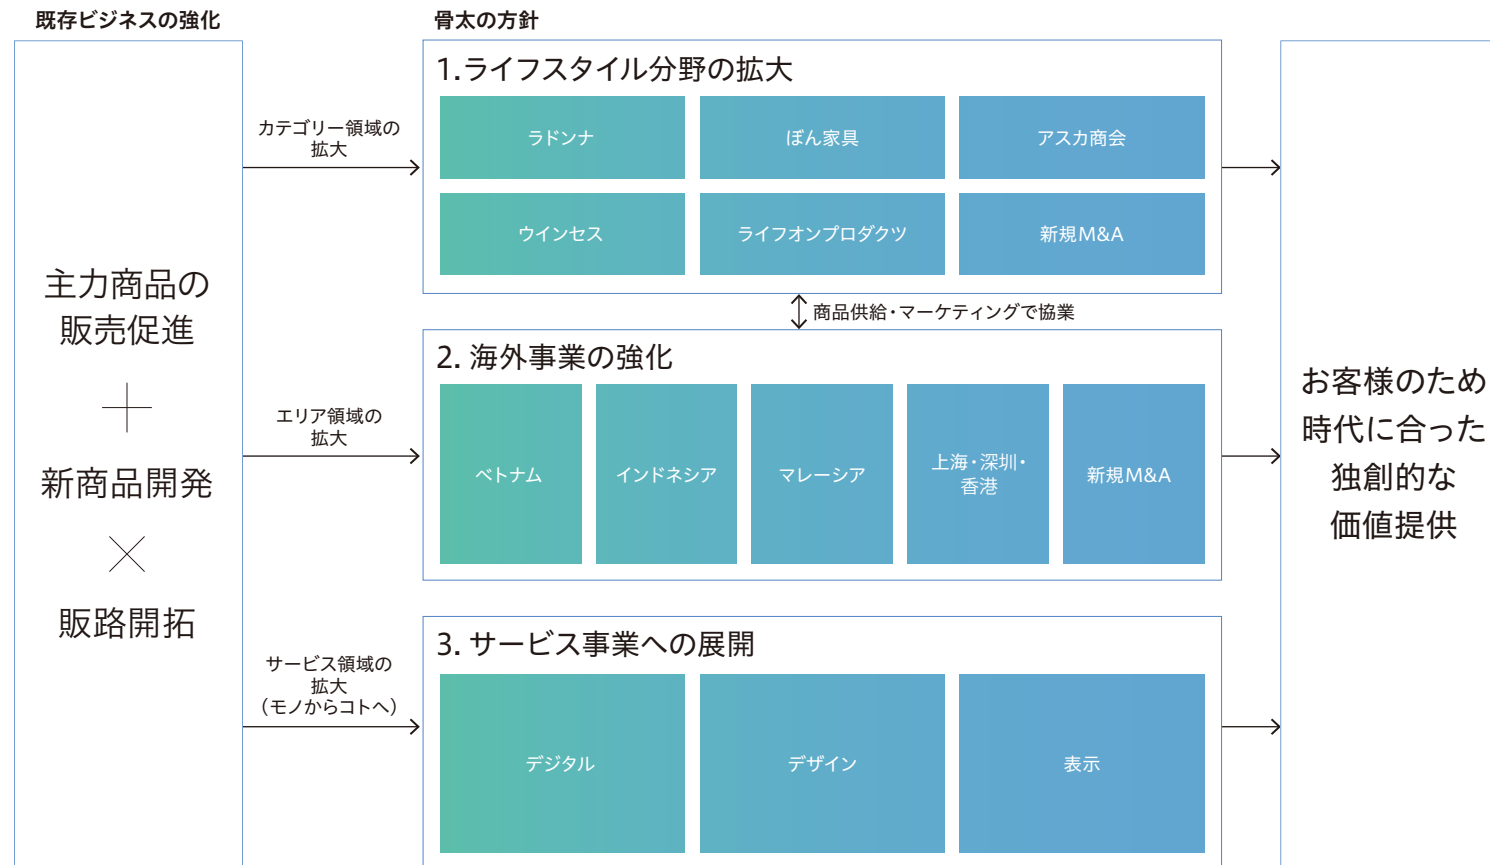 既存ビジネスの強化
骨太の方針
主力商品の
販売促進
+
新商品開発
×
販路開拓
カテゴリー領域の
拡大
1.ライフスタイル分野の拡大
ラドンナ
ぼん家具
アスカ商会
ウインセス
ライフオンプロダクツ
新規M&A
商品供給・マーケティングで協業
エリア領域の
拡大
2. 海外事業の強化
ベトナム
インドネシア
マレーシア
上海・深圳・
香港
新規M&A
サービス領域の
拡大
(モノからコトへ)
3. サービス事業への展開
デジタル
デザイン
表示
お客様のため
時代に合った
独創的な
価値提供